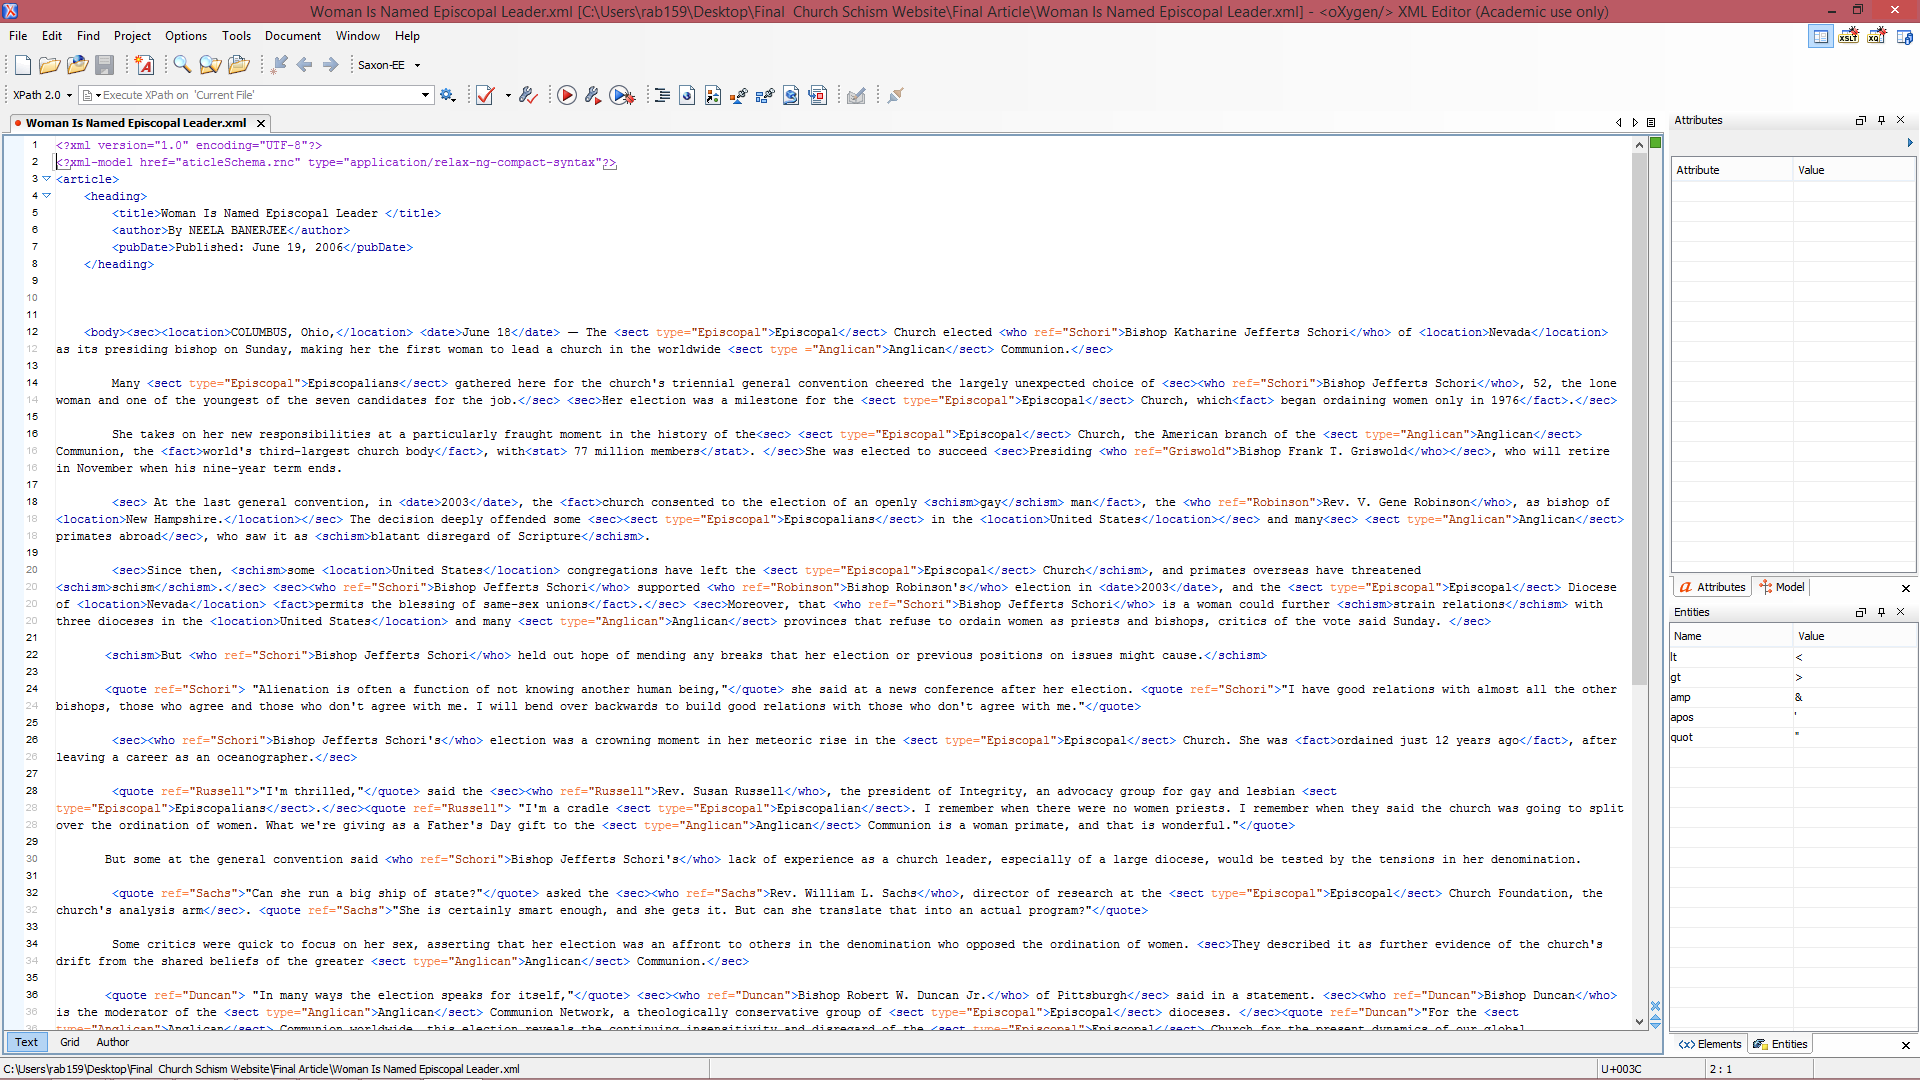 Woman Is Named Episcopal Leader.xml [C:\Users\rab159\Desktop\Final  Church Schism Website\Final Article\Woman Is Named Episcopal Leader.xml] - <oXygen/> XML Editor (Academic use only)
File Edit Find Project Options Tools Document Window Help
XSLT XQ
Saxon-EE
XPath 2.0 Execute XPath on 'Current File'
Woman Is Named Episcopal Leader.xml
1 <?xml version="1.0" encoding="UTF-8"?>
2 <?xml-model href="aticleSchema.rnc" type="application/relax-ng-compact-syntax"?>
3 <article>
4 <heading>
5 <title>Woman Is Named Episcopal Leader </title>
6 <author>By NEELA BANERJEE</author>
7 <pubDate>Published: June 19, 2006</pubDate>
8 </heading>
9
10
11
12 <body><sec><location>COLUMBUS, Ohio,</location> <date>June 18</date> — The <sect type="Episcopal">Episcopal</sect> Church elected <who ref="Schori">Bishop Katharine Jefferts Schori</who> of <location>Nevada</location>
12 as its presiding bishop on Sunday, making her the first woman to lead a church in the worldwide <sect type ="Anglican">Anglican</sect> Communion.</sec>
13
14 Many <sect type="Episcopal">Episcopalians</sect> gathered here for the church's triennial general convention cheered the largely unexpected choice of <sec><who ref="Schori">Bishop Jefferts Schori</who>, 52, the lone
14 woman and one of the youngest of the seven candidates for the job.</sec> <sec>Her election was a milestone for the <sect type="Episcopal">Episcopal</sect> Church, which<fact> began ordaining women only in 1976</fact>.</sec>
15
16 She takes on her new responsibilities at a particularly fraught moment in the history of the<sec> <sect type="Episcopal">Episcopal</sect> Church, the American branch of the <sect type="Anglican">Anglican</sect>
16 Communion, the <fact>world's third-largest church body</fact>, with<stat> 77 million members</stat>. </sec>She was elected to succeed <sec>Presiding <who ref="Griswold">Bishop Frank T. Griswold</who></sec>, who will retire
16 in November when his nine-year term ends.
17
18 <sec> At the last general convention, in <date>2003</date>, the <fact>church consented to the election of an openly <schism>gay</schism> man</fact>, the <who ref="Robinson">Rev. V. Gene Robinson</who>, as bishop of
18 <location>New Hampshire.</location></sec> The decision deeply offended some <sec><sect type="Episcopal">Episcopalians</sect> in the <location>United States</location></sec> and many<sec> <sect type="Anglican">Anglican</sect>
18 primates abroad</sec>, who saw it as <schism>blatant disregard of Scripture</schism>.
19
20 <sec>Since then, <schism>some <location>United States</location> congregations have left the <sect type="Episcopal">Episcopal</sect> Church</schism>, and primates overseas have threatened
20 <schism>schism</schism>.</sec> <sec><who ref="Schori">Bishop Jefferts Schori</who> supported <who ref="Robinson">Bishop Robinson's</who> election in <date>2003</date>, and the <sect type="Episcopal">Episcopal</sect> Diocese
20 of <location>Nevada</location> <fact>permits the blessing of same-sex unions</fact>.</sec> <sec>Moreover, that <who ref="Schori">Bishop Jefferts Schori</who> is a woman could further <schism>strain relations</schism> with
20 three dioceses in the <location>United States</location> and many <sect type="Anglican">Anglican</sect> provinces that refuse to ordain women as priests and bishops, critics of the vote said Sunday. </sec>
21
22 <schism>But <who ref="Schori">Bishop Jefferts Schori</who> held out hope of mending any breaks that her election or previous positions on issues might cause.</schism>
23
24 <quote ref="Schori"> "Alienation is often a function of not knowing another human being,"</quote> she said at a news conference after her election. <quote ref="Schori">"I have good relations with almost all the other
24 bishops, those who agree and those who don't agree with me. I will bend over backwards to build good relations with those who don't agree with me."</quote>
25
26 <sec><who ref="Schori">Bishop Jefferts Schori's</who> election was a crowning moment in her meteoric rise in the <sect type="Episcopal">Episcopal</sect> Church. She was <fact>ordained just 12 years ago</fact>, after
26 leaving a career as an oceanographer.</sec>
27
28 <quote ref="Russell">"I'm thrilled,"</quote> said the <sec><who ref="Russell">Rev. Susan Russell</who>, the president of Integrity, an advocacy group for gay and lesbian <sect
28 type="Episcopal">Episcopalians</sect>.</sec><quote ref="Russell"> "I'm a cradle <sect type="Episcopal">Episcopalian</sect>. I remember when there were no women priests. I remember when they said the church was going to split
28 over the ordination of women. What we're giving as a Father's Day gift to the <sect type="Anglican">Anglican</sect> Communion is a woman primate, and that is wonderful."</quote>
29
30 But some at the general convention said <who ref="Schori">Bishop Jefferts Schori's</who> lack of experience as a church leader, especially of a large diocese, would be tested by the tensions in her denomination.
31
32 <quote ref="Sachs">"Can she run a big ship of state?"</quote> asked the <sec><who ref="Sachs">Rev. William L. Sachs</who>, director of research at the <sect type="Episcopal">Episcopal</sect> Church Foundation, the
32 church's analysis arm</sec>. <quote ref="Sachs">"She is certainly smart enough, and she gets it. But can she translate that into an actual program?"</quote>
33
34 Some critics were quick to focus on her sex, asserting that her election was an affront to others in the denomination who opposed the ordination of women. <sec>They described it as further evidence of the church's
34 drift from the shared beliefs of the greater <sect type="Anglican">Anglican</sect> Communion.</sec>
35
36 <quote ref="Duncan"> "In many ways the election speaks for itself,"</quote> <sec><who ref="Duncan">Bishop Robert W. Duncan Jr.</who> of Pittsburgh</sec> said in a statement. <sec><who ref="Duncan">Bishop Duncan</who>
36 is the moderator of the <sect type="Anglican">Anglican</sect> Communion Network, a theologically conservative group of <sect type="Episcopal">Episcopal</sect> dioceses. </sec><quote ref="Duncan">"For the <sect
36 type="Anglican">Anglican</sect> Communion worldwide, this election reveals the continuing insensitivity and disregard of the <sect type="Episcopal">Episcopal</sect> Church for the present dynamics of our global
Text Grid Author
Attributes
Attribute Value
Attributes Model
Entities
Name Value
lt <
gt >
amp &
apos '
quot "
Elements Entities
C:\Users\rab159\Desktop\Final  Church Schism Website\Final Article\Woman Is Named Episcopal Leader.xml
U+003C 2 : 1